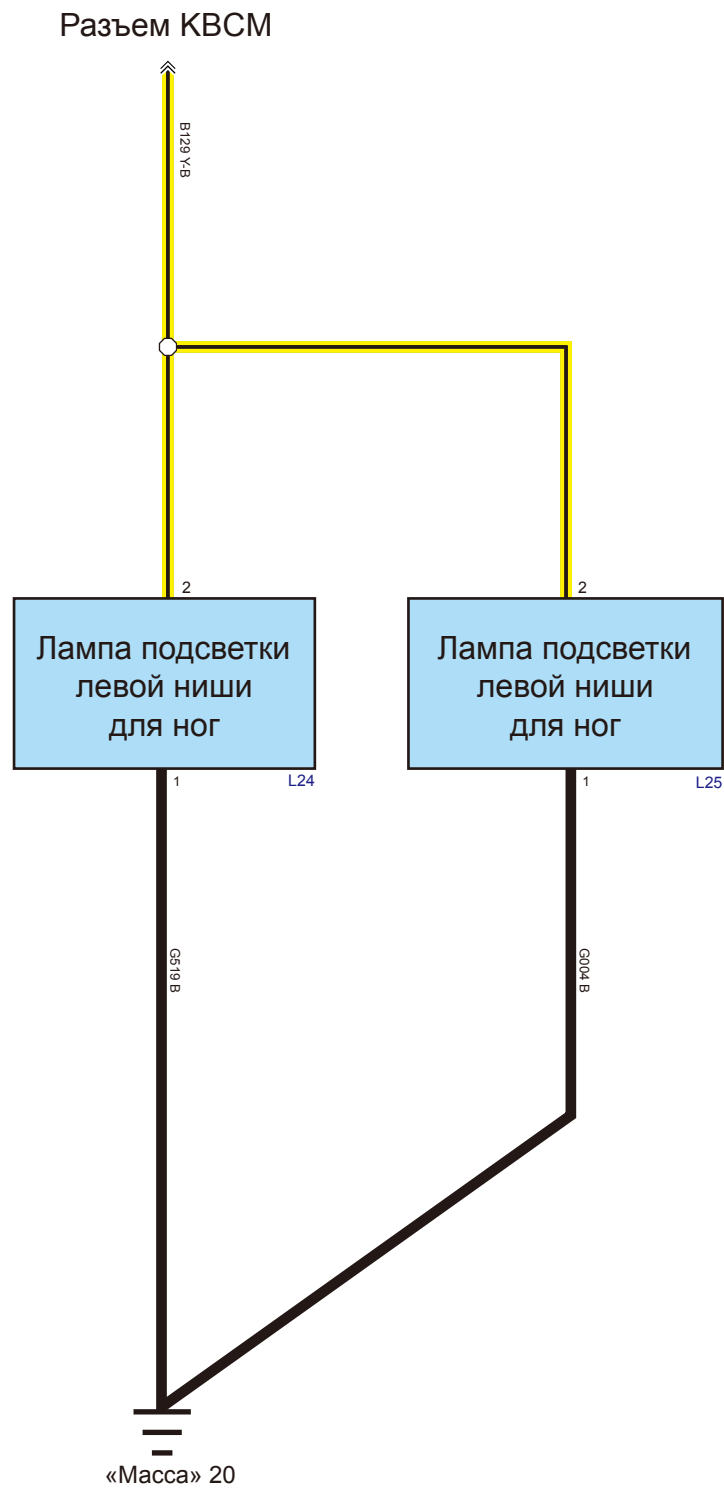 Разъем KBCM
B129 Y-B
2
2
Лампа подсветки
левой ниши
для ног
Лампа подсветки
левой ниши
для ног
1
L24
1
L25
G519 B
G004 B
«Масса» 20